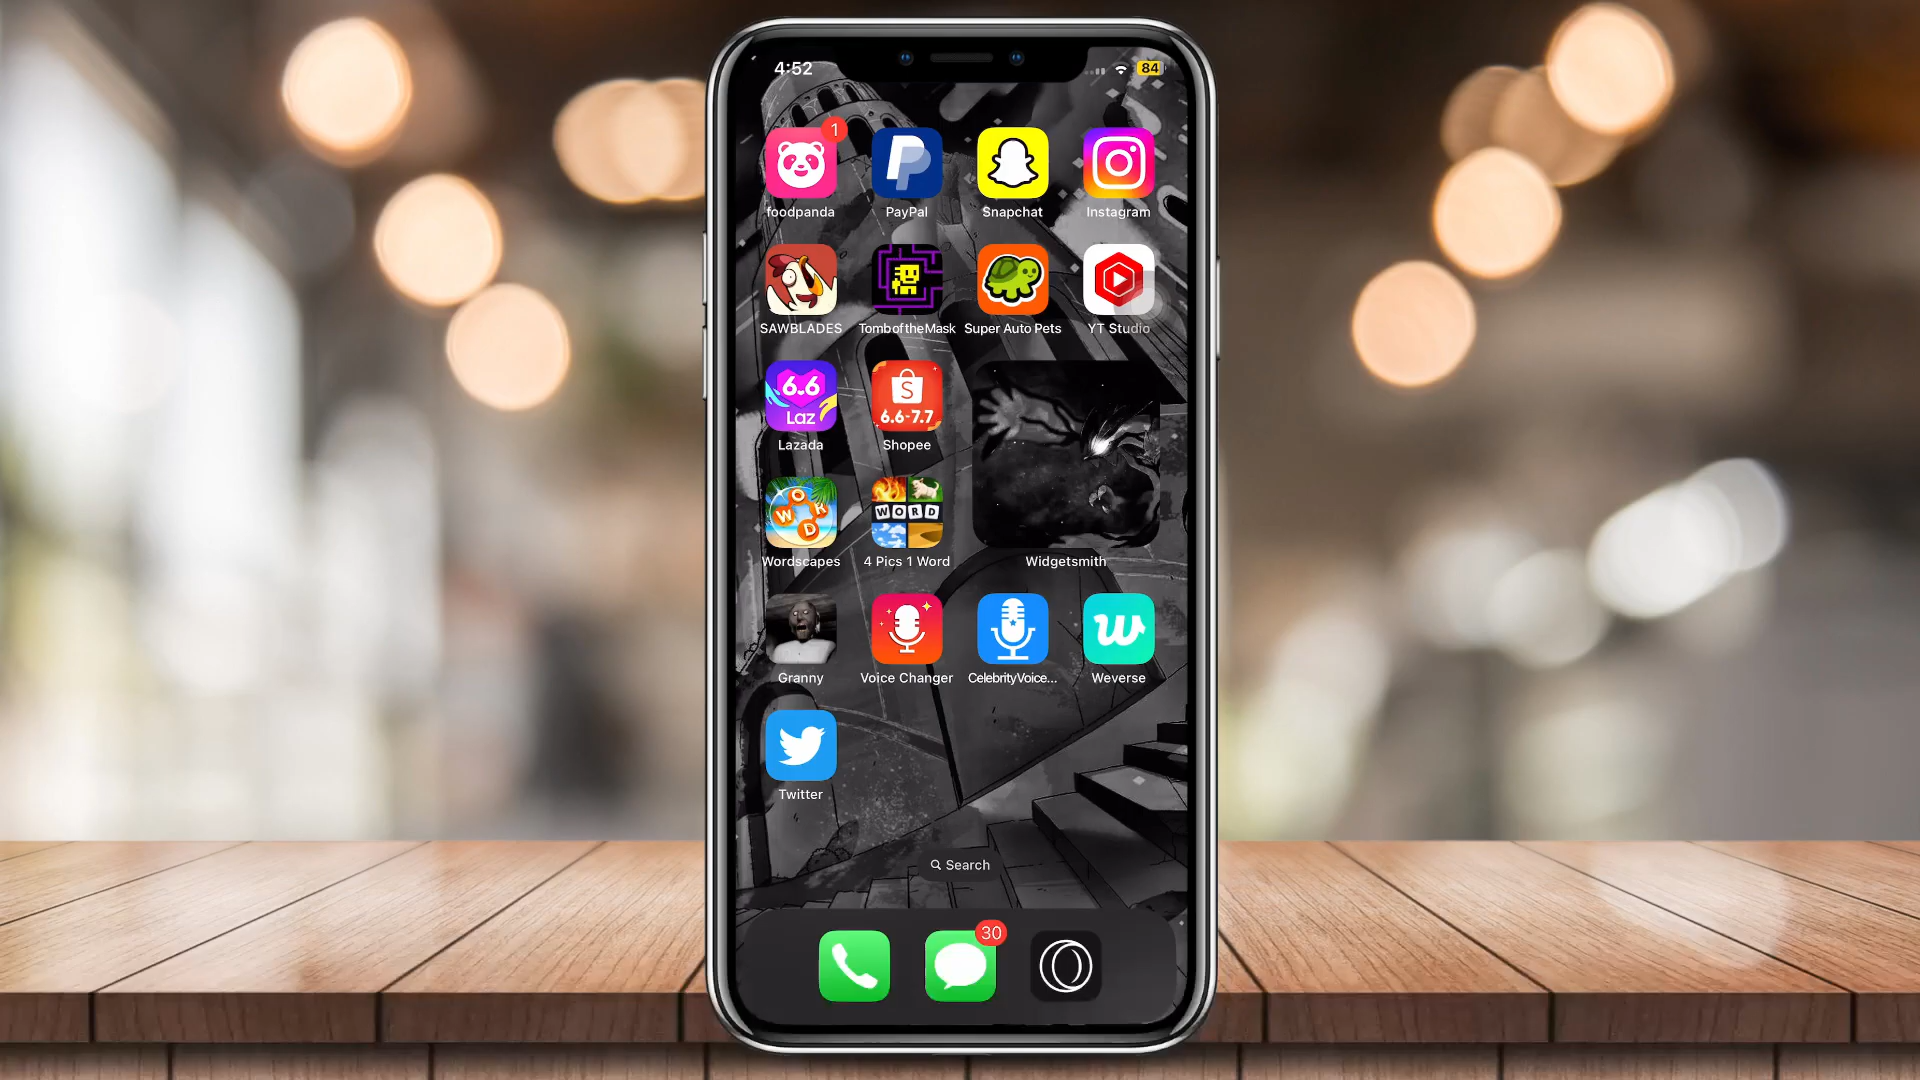 4:52
84
1
foodpanda
PayPal
Snapchat
Instagram
SAWBLADES
TomboftheMask
Super Auto Pets
YT Studio
6.6
Laz
S
6.6-7.7
Lazada
Shopee
W O R D
WORD
Wordscapes
4 Pics 1 Word
Widgetsmith
w
Granny
Voice Changer
CelebrityVoice...
Weverse
Twitter
Search
30